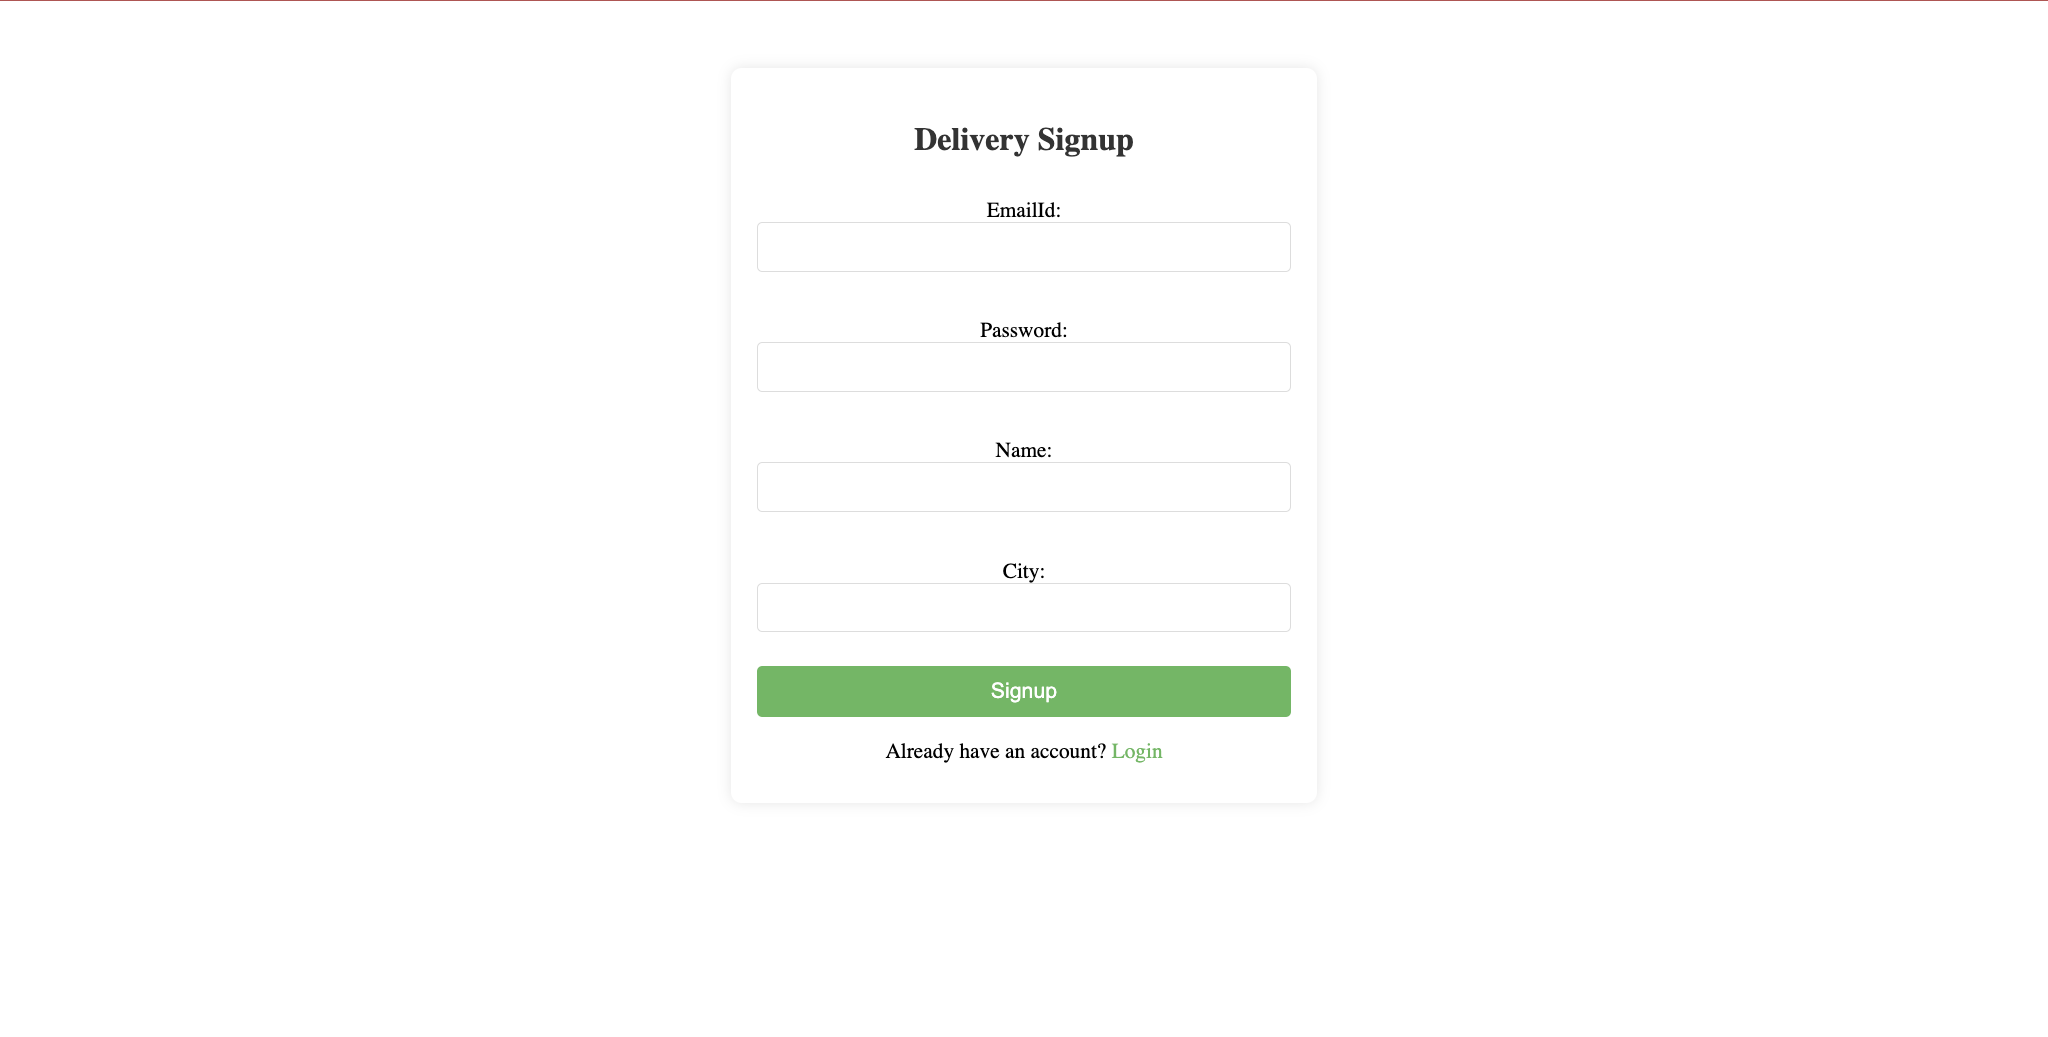 Delivery Signup
EmailId:
Password:
Name:
City:
Signup
Already have an account? Login